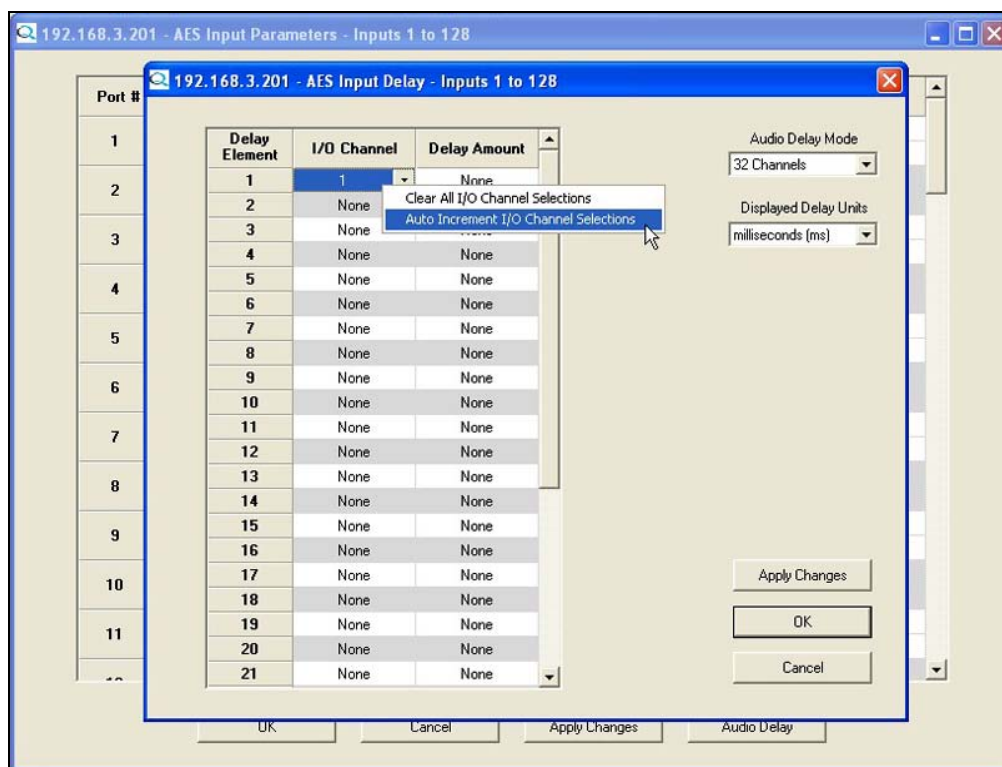 192.168.3.201 - AES Input Parameters - Inputs 1 to 128
192.168.3.201 - AES Input Delay - Inputs 1 to 128
Port #
1
2
3
4
5
6
7
8
9
10
11
Delay Element I/O Channel Delay Amount
1 1 None
2 None
3 None
4 None None
5 None None
6 None None
7 None None
8 None None
9 None None
10 None None
11 None None
12 None None
13 None None
14 None None
15 None None
16 None None
17 None None
18 None None
19 None None
20 None None
21 None None
Clear All I/O Channel Selections
Auto Increment I/O Channel Selections
Audio Delay Mode
32 Channels
Displayed Delay Units
milliseconds (ms)
Apply Changes
OK
Cancel
OK Cancel Apply Changes Audio Delay